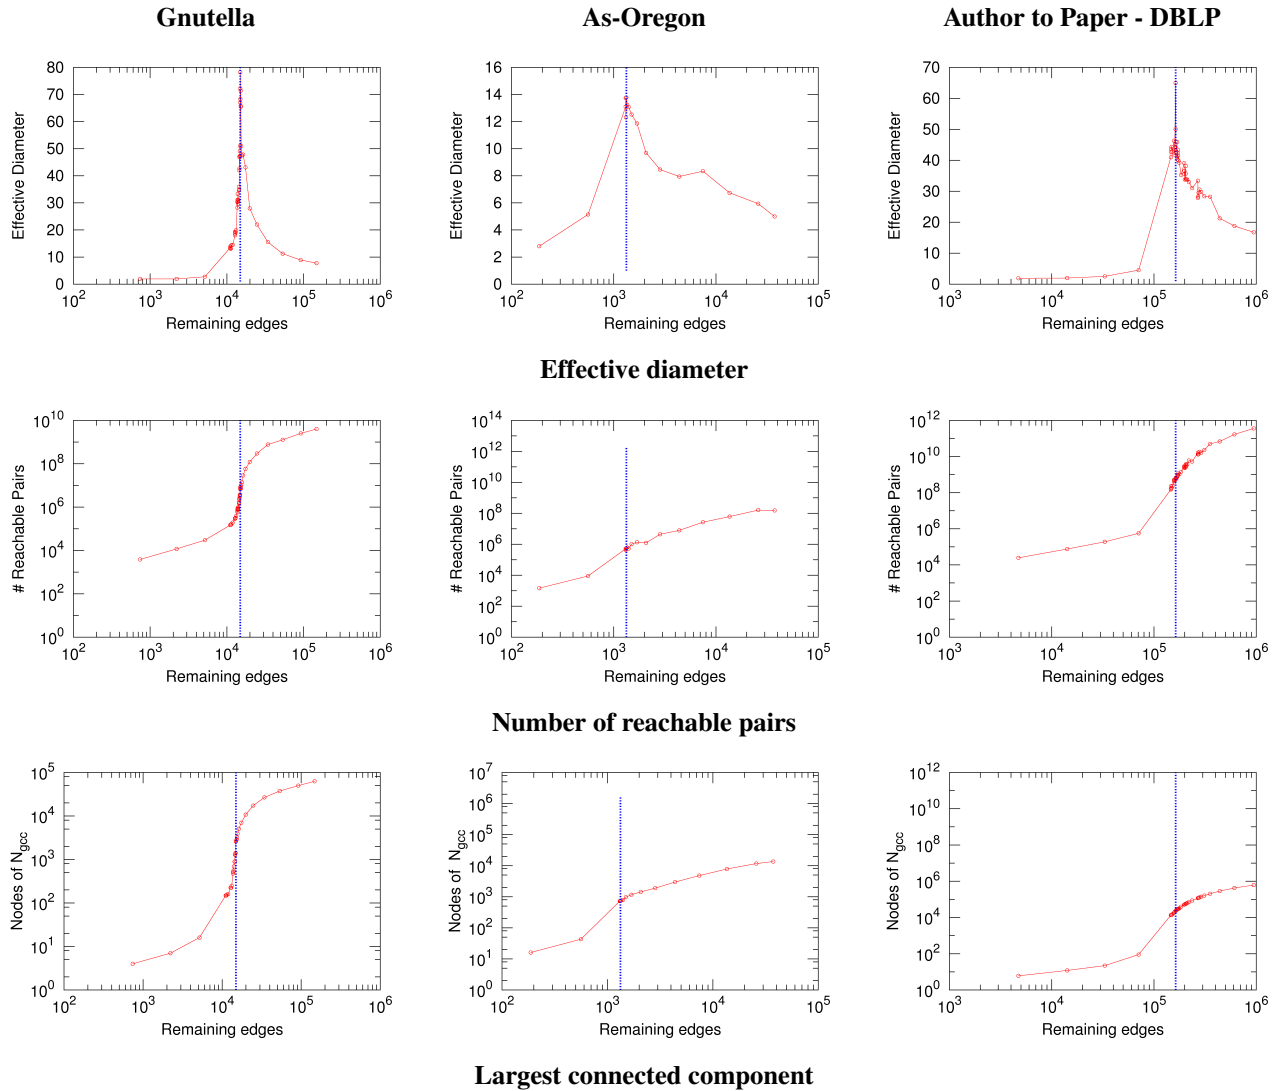 Gnutella
As-Oregon
Author to Paper - DBLP
Effective Diameter
80
70
60
50
40
30
20
10
0
10^2 10^3 10^4 10^5 10^6
Remaining edges
Effective Diameter
16
14
12
10
8
6
4
2
0
10^2 10^3 10^4 10^5
Remaining edges
Effective Diameter
70
60
50
40
30
20
10
0
10^3 10^4 10^5 10^6
Remaining edges
Effective diameter
# Reachable Pairs
10^10
10^8
10^6
10^4
10^2
10^0
10^2 10^3 10^4 10^5 10^6
Remaining edges
# Reachable Pairs
10^14
10^12
10^10
10^8
10^6
10^4
10^2
10^0
10^2 10^3 10^4 10^5
Remaining edges
# Reachable Pairs
10^12
10^10
10^8
10^6
10^4
10^2
10^0
10^3 10^4 10^5 10^6
Remaining edges
Number of reachable pairs
Nodes of N_gcc
10^5
10^4
10^3
10^2
10^1
10^0
10^2 10^3 10^4 10^5 10^6
Remaining edges
Nodes of N_gcc
10^7
10^6
10^5
10^4
10^3
10^2
10^1
10^0
10^2 10^3 10^4 10^5
Remaining edges
Nodes of N_gcc
10^12
10^10
10^8
10^6
10^4
10^2
10^0
10^3 10^4 10^5 10^6
Remaining edges
Largest connected component